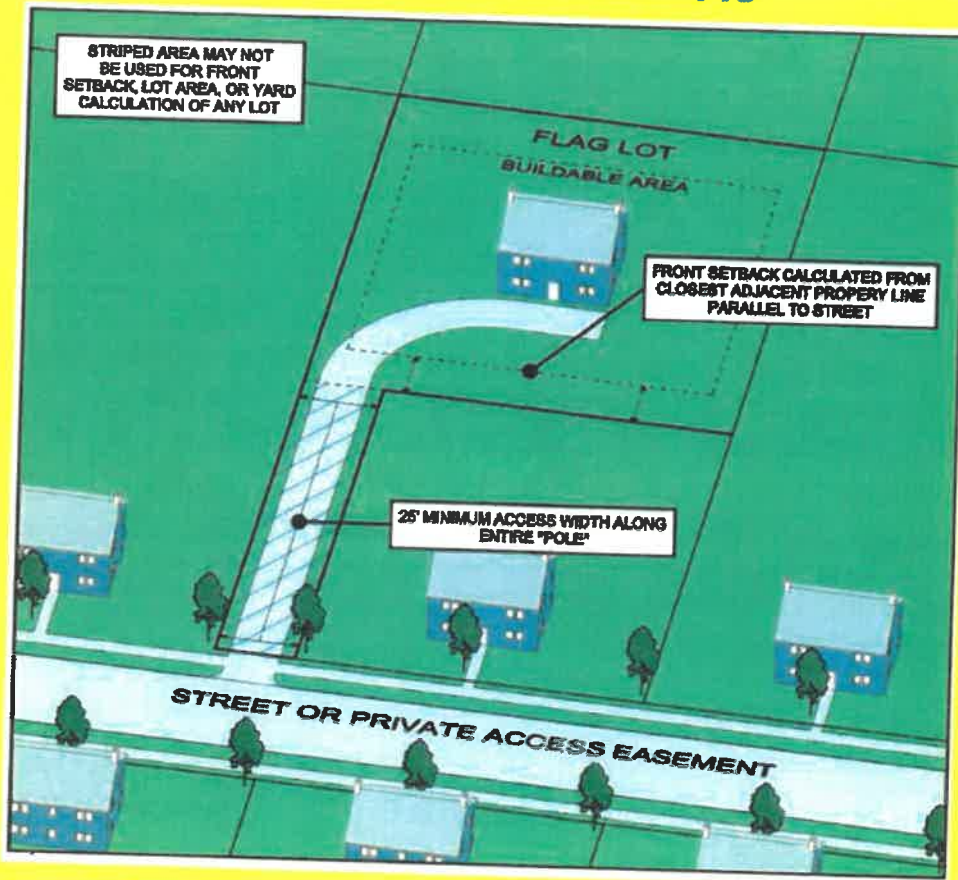 STRIPED AREA MAY NOT
BE USED FOR FRONT
SETBACK, LOT AREA, OR YARD
CALCULATION OF ANY LOT
FLAG LOT
BUILDABLE AREA
FRONT SETBACK CALCULATED FROM
CLOSEST ADJACENT PROPERY LINE
PARALLEL TO STREET
25' MINIMUM ACCESS WIDTH ALONG
ENTIRE "POLE"
STREET OR PRIVATE ACCESS EASEMENT